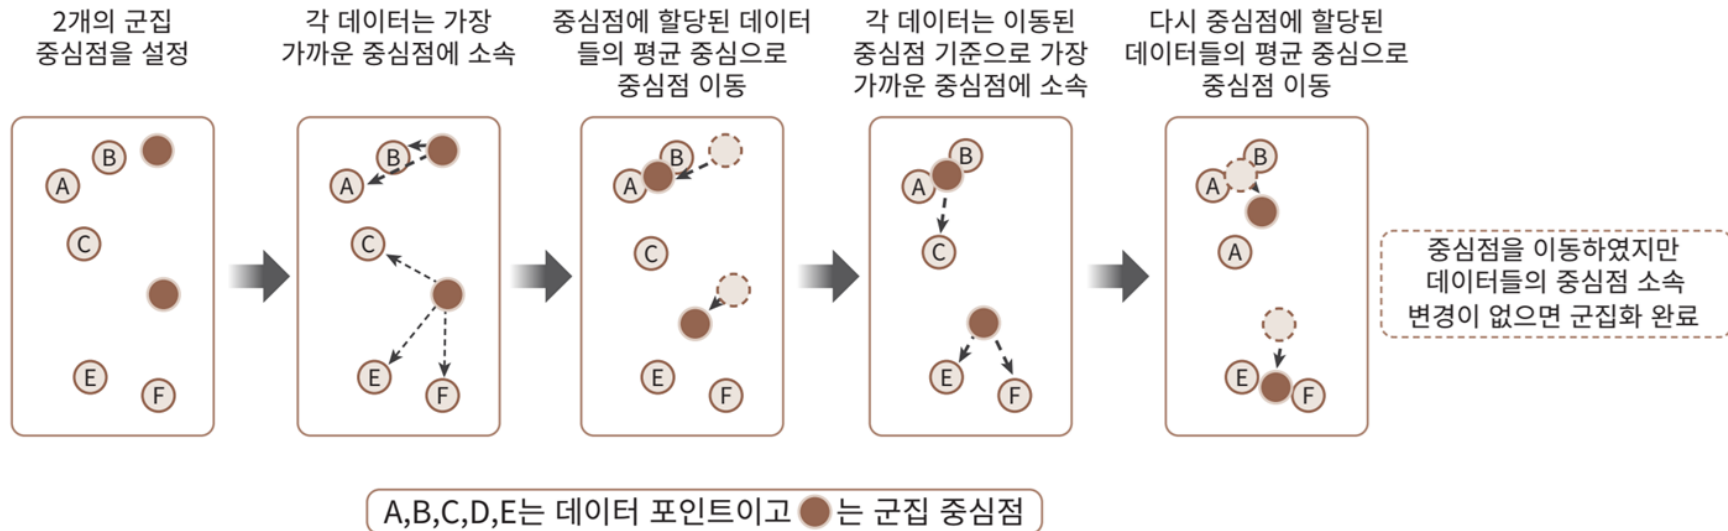 2개의 군집
중심점을 설정
각 데이터는 가장
가까운 중심점에 소속
중심점에 할당된 데이터
들의 평균 중심으로
중심점 이동
각 데이터는 이동된
중심점 기준으로 가장
가까운 중심점에 소속
다시 중심점에 할당된
데이터들의 평균 중심으로
중심점 이동
B
A
C
E
F
B
A
C
E
F
B
A
C
E
F
B
A
C
E
F
B
A
A
E
F
중심점을 이동하였지만
데이터들의 중심점 소속
변경이 없으면 군집화 완료
A,B,C,D,E는 데이터 포인트이고 는 군집 중심점